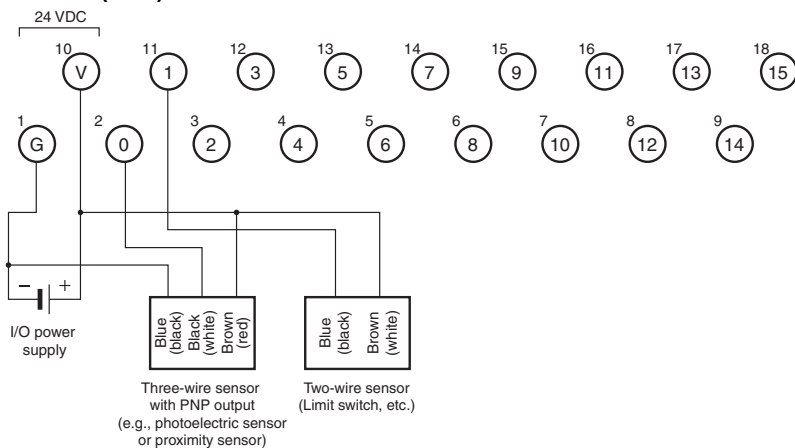 24 VDC
10 11 12 13 14 15 16 17 18
V 1 3 5 7 9 11 13 15
1 2 3 4 5 6 7 8 9
G 0 2 4 6 8 10 12 14
− +
I/O power
supply
Blue
(black)
Black
(white)
Brown
(red)
Blue
(black)
Brown
(white)
Three-wire sensor
with PNP output
(e.g., photoelectric sensor
or proximity sensor)
Two-wire sensor
(Limit switch, etc.)